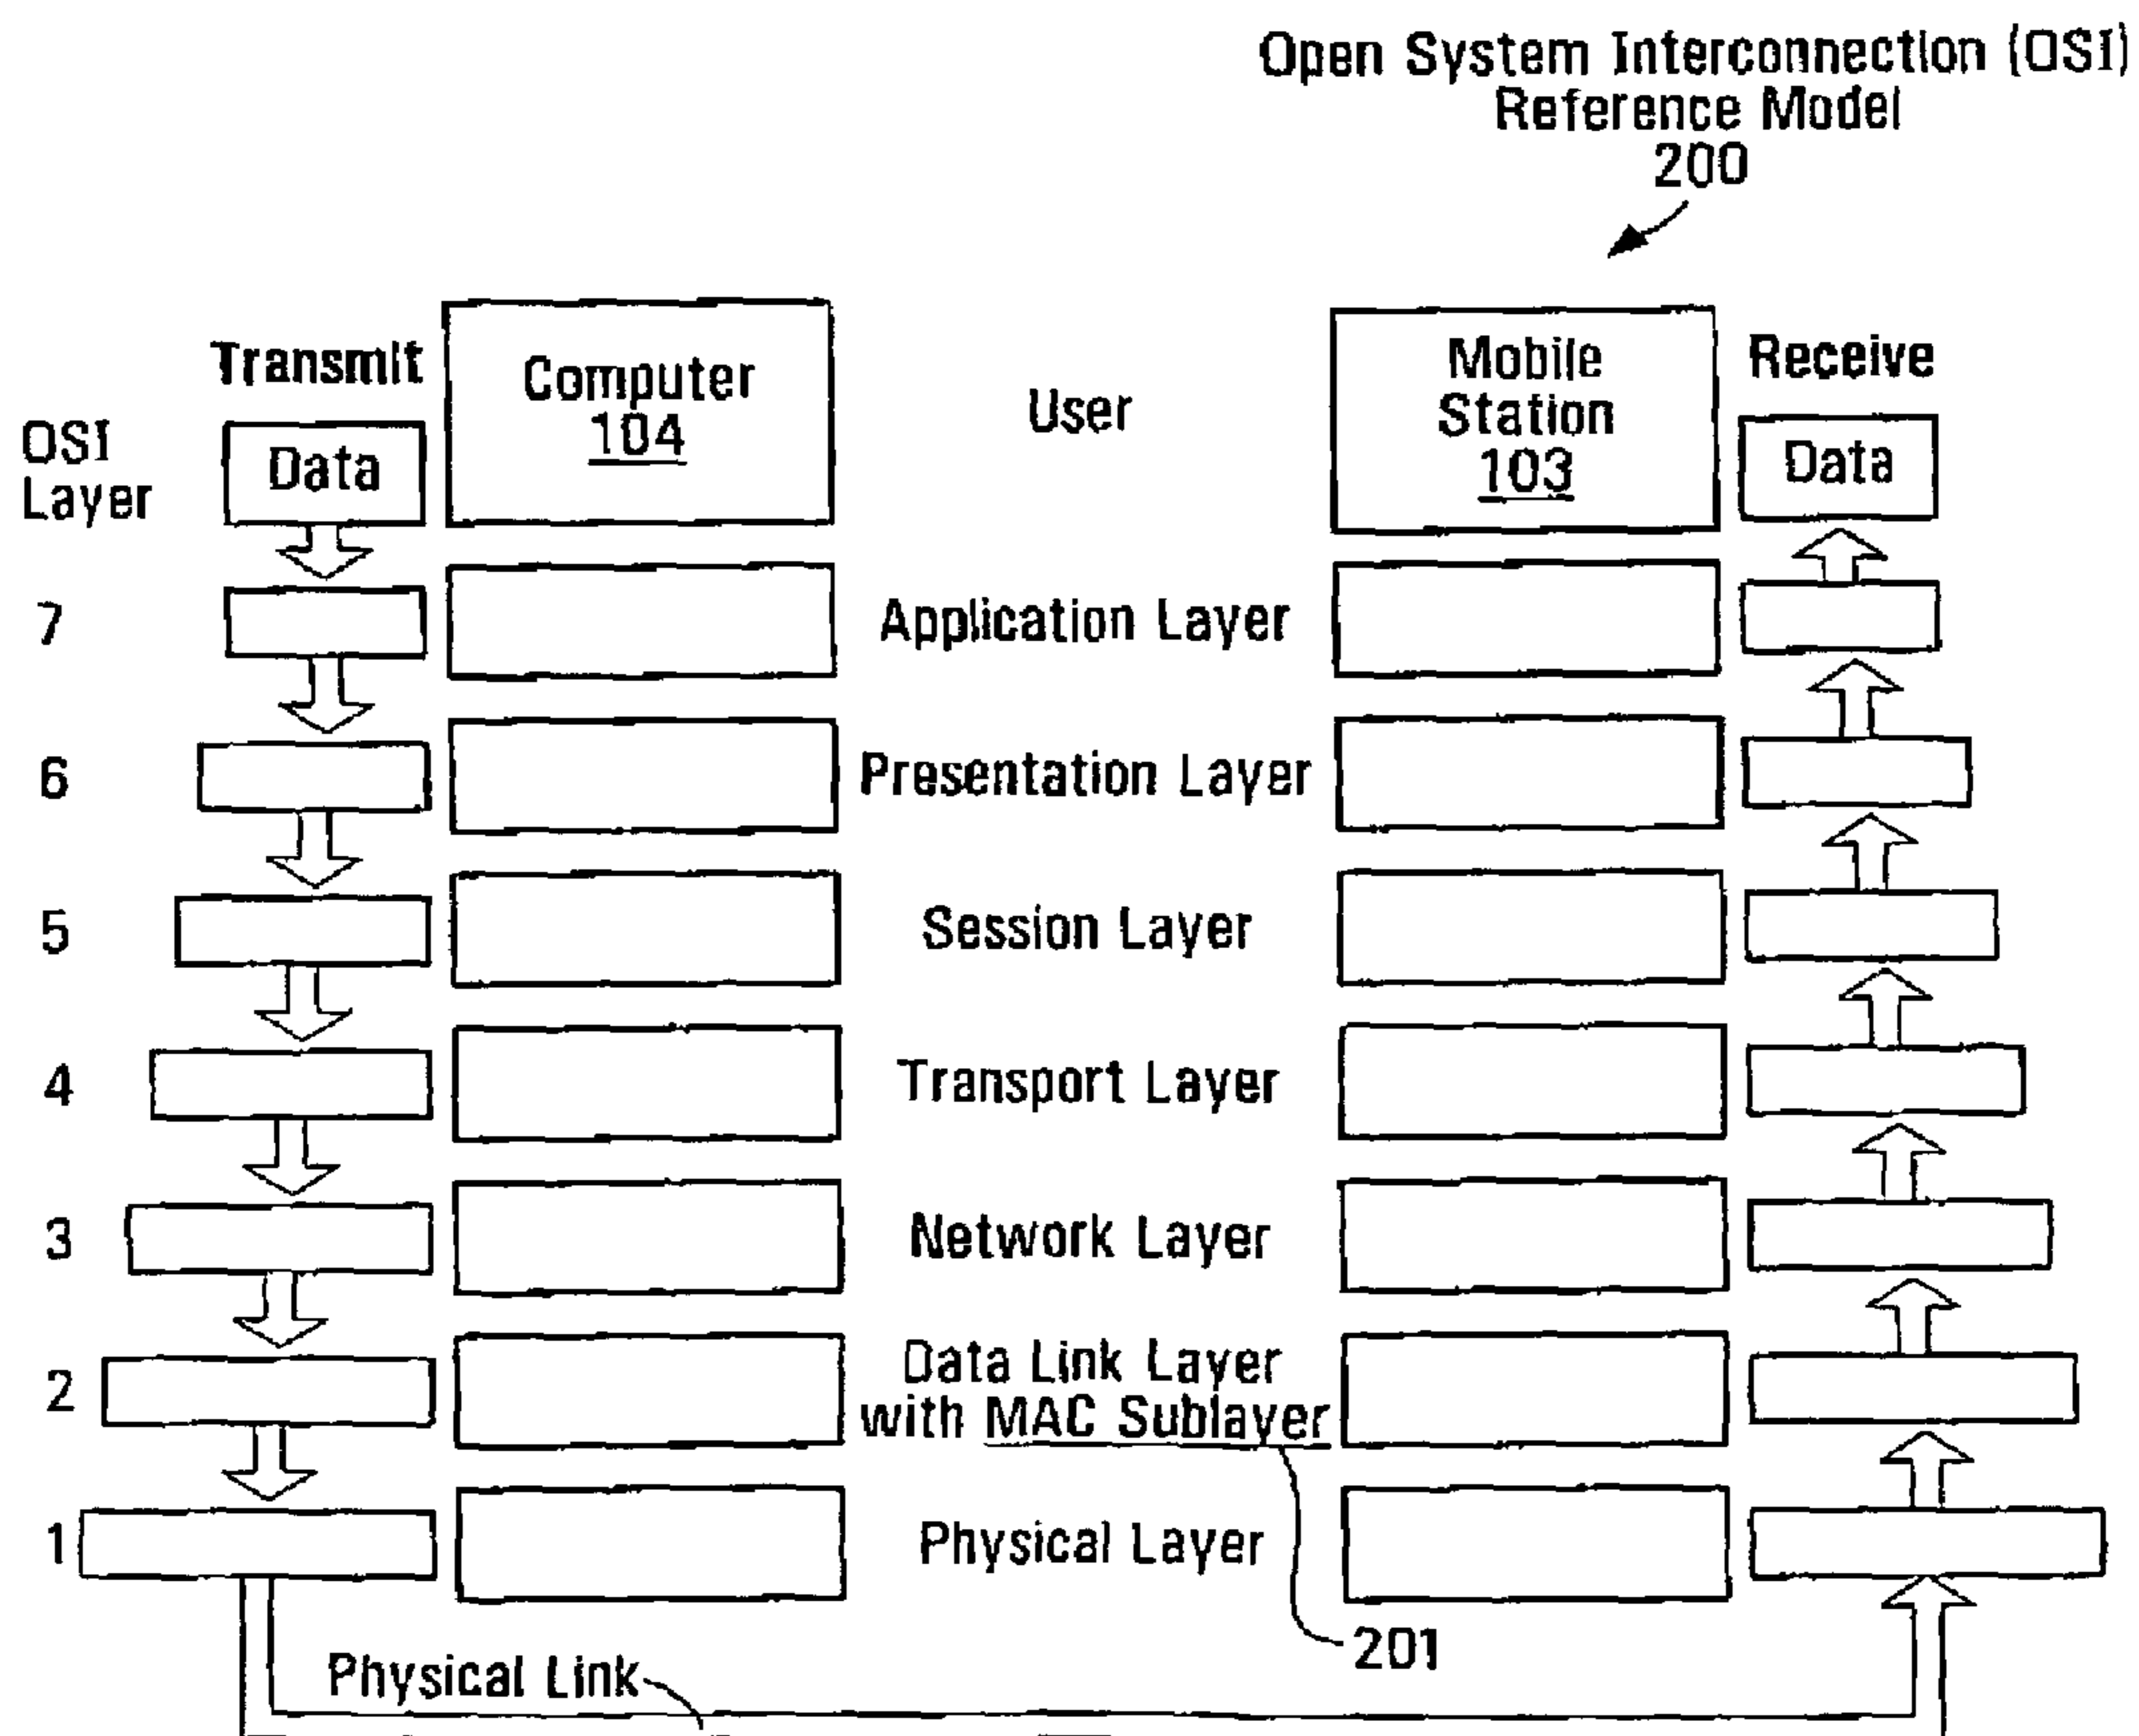 Open System Interconnection (OSI)
Reference Model
200
Transmit
Computer
104
User
Mobile
Station
103
Receive
OSI
Layer
Data
Data
7
Application Layer
6
Presentation Layer
5
Session Layer
4
Transport Layer
3
Network Layer
2
Data Link Layer
with MAC Sublayer
1
Physical Layer
201
Physical Link